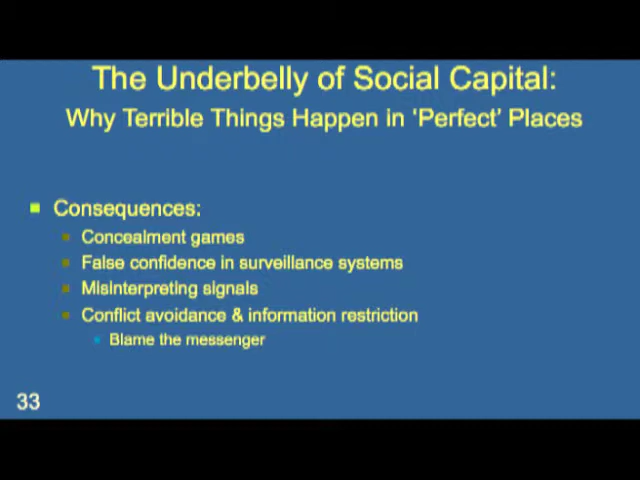 The Underbelly of Social Capital:
Why Terrible Things Happen in ‘Perfect’ Places
Consequences:
Concealment games
False confidence in surveillance systems
Misinterpreting signals
Conflict avoidance & information restriction
Blame the messenger
33